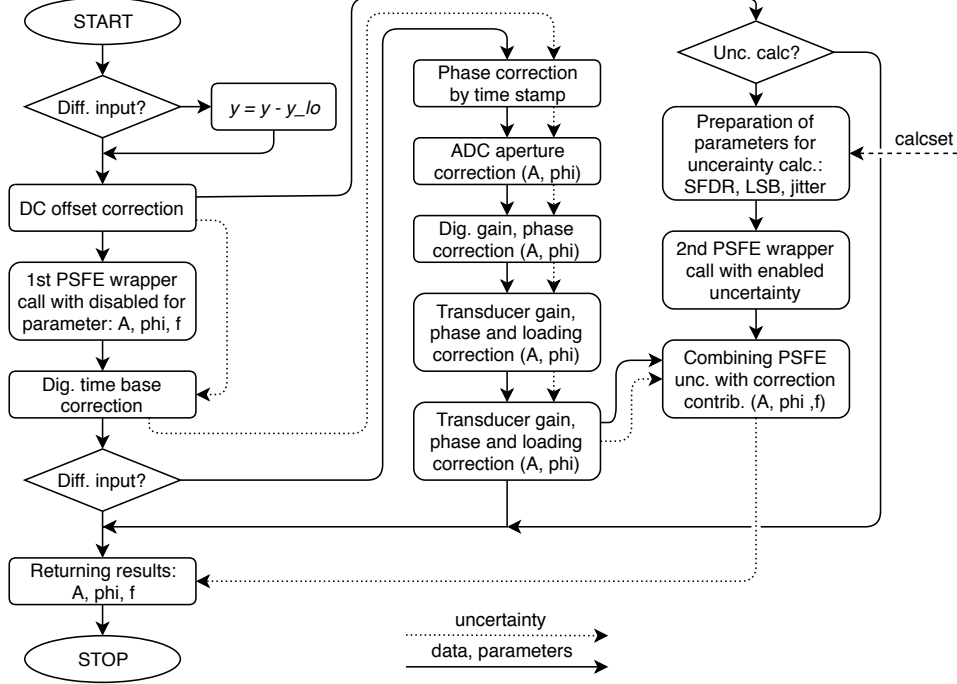 START
Diff. input?
y = y - y_lo
DC offset correction
1st PSFE wrapper
call with disabled for
parameter: A, phi, f
Dig. time base
correction
Diff. input?
Returning results:
A, phi, f
STOP
Phase correction
by time stamp
ADC aperture
correction (A, phi)
Dig. gain, phase
correction (A, phi)
Transducer gain,
phase and loading
correction (A, phi)
Transducer gain,
phase and loading
correction (A, phi)
Unc. calc?
Preparation of
parameters for
uncerainty calc.:
SFDR, LSB, jitter
calcset
2nd PSFE wrapper
call with enabled
uncertainty
Combining PSFE
unc. with correction
contrib. (A, phi ,f)
uncertainty
data, parameters